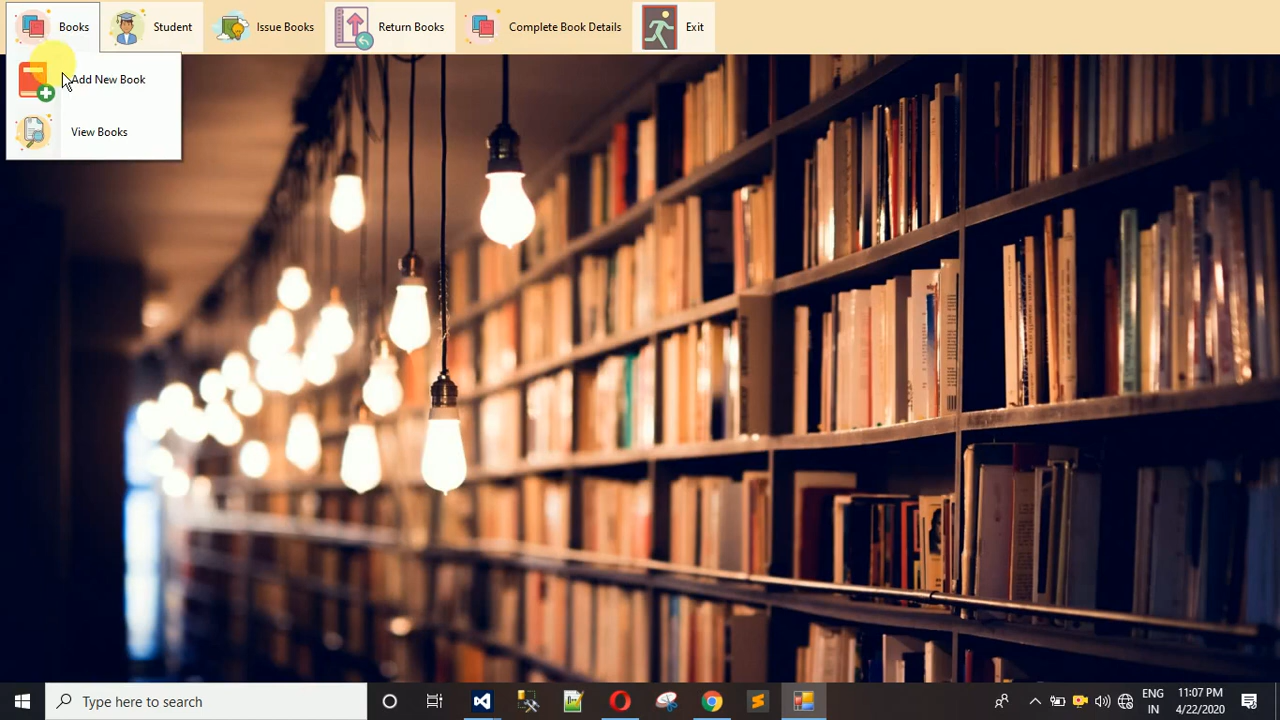 Books Student Issue Books Return Books Complete Book Details Exit
Add New Book
View Books
Type here to search
ENG 11:07 PM
IN 4/22/2020